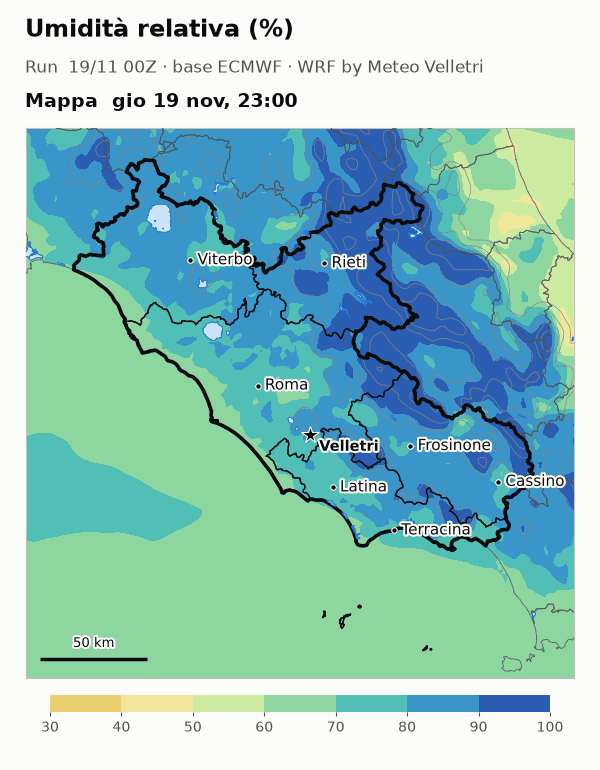 Umidità relativa (%)
Run  19/11 00Z · base ECMWF · WRF by Meteo Velletri
Mappa  gio 19 nov, 23:00
Viterbo
Rieti
Roma
Velletri
Frosinone
Latina
Cassino
Terracina
50 km
30 40 50 60 70 80 90 100